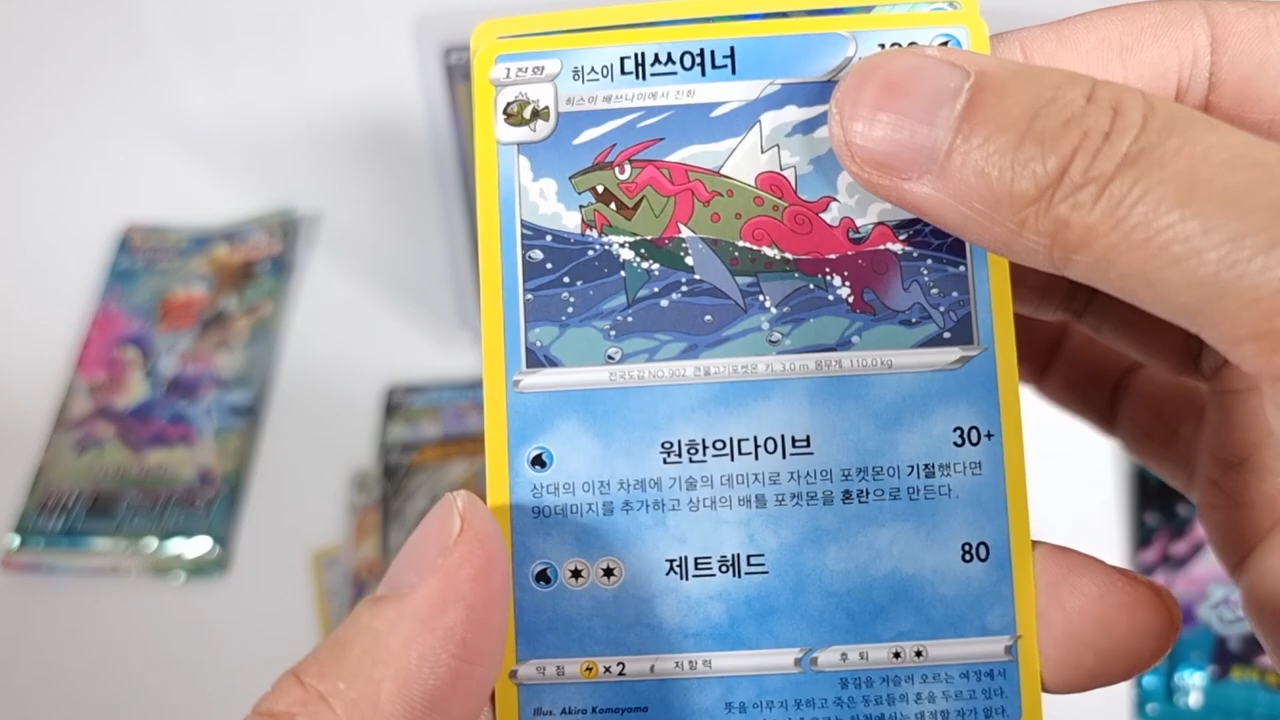 1진화
히스이 대쓰여너
히스이 배쓰나이에서 진화
전국도감 NO.902 큰물고기포켓몬 키: 3.0 m 몸무게: 110.0 kg
원한의다이브 30+
상대의 이전 차례에 기술의 데미지로 자신의 포켓몬이 기절했다면
90데미지를 추가하고 상대의 배틀 포켓몬을 혼란으로 만든다.
제트헤드 80
약점 ×2 저항력 후퇴
물길을 거슬러 오르는 여정에서
Illus. Akira Komayama 뜻을 이루지 못하고 죽은 동료들의 혼을 두르고 있다.
대적할 자가 없다.